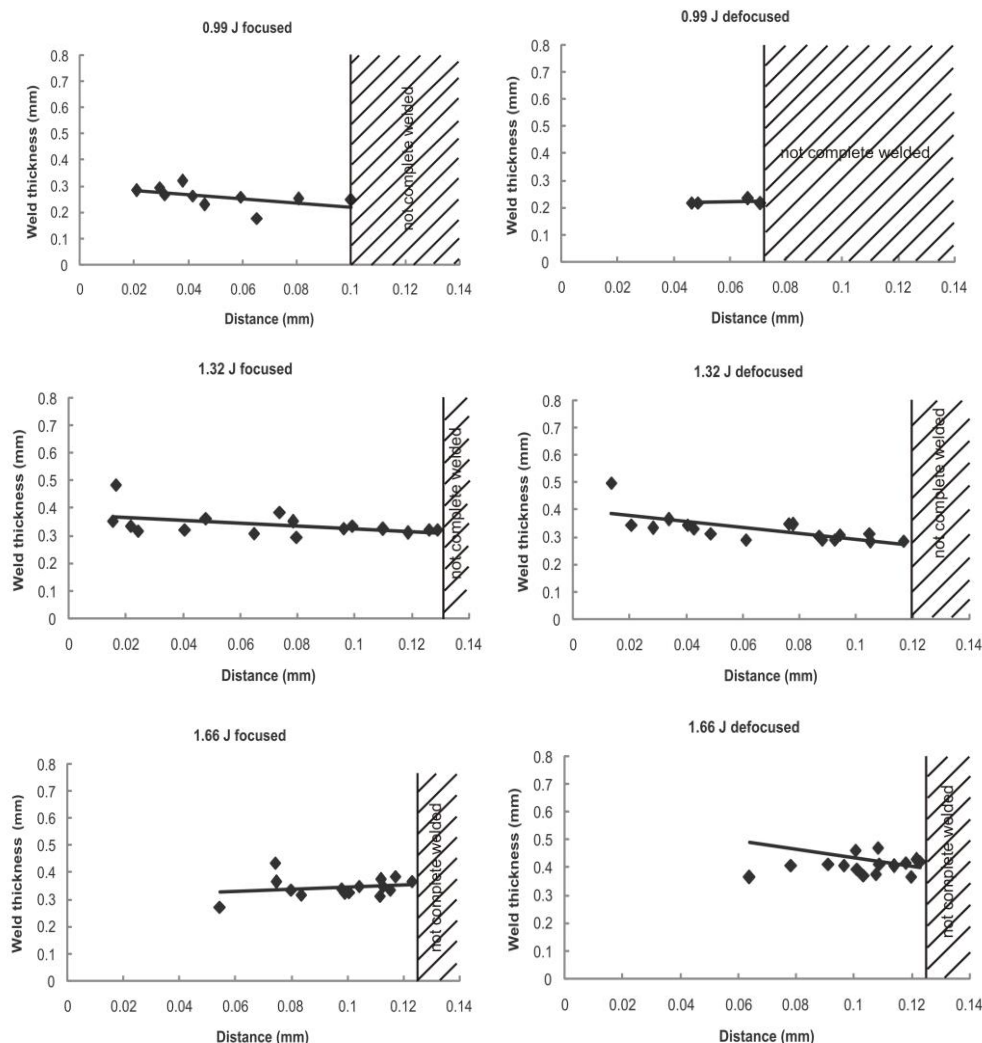 0.99 J focused
Weld thickness (mm)
0.8
0.7
0.6
0.5
0.4
0.3
0.2
0.1
0
not complete welded
0 0.02 0.04 0.06 0.08 0.1 0.12 0.14
Distance (mm)
0.99 J defocused
Weld thickness (mm)
0.8
0.7
0.6
0.5
0.4
0.3
0.2
0.1
0
not complete welded
0 0.02 0.04 0.06 0.08 0.1 0.12 0.14
Distance (mm)
1.32 J focused
Weld thickness (mm)
0.8
0.7
0.6
0.5
0.4
0.3
0.2
0.1
0
not complete welded
0 0.02 0.04 0.06 0.08 0.1 0.12 0.14
Distance (mm)
1.32 J defocused
Weld thickness (mm)
0.8
0.7
0.6
0.5
0.4
0.3
0.2
0.1
0
not complete welded
0 0.02 0.04 0.06 0.08 0.1 0.12 0.14
Distance (mm)
1.66 J focused
Weld thickness (mm)
0.8
0.7
0.6
0.5
0.4
0.3
0.2
0.1
0
not complete welded
0 0.02 0.04 0.06 0.08 0.1 0.12 0.14
Distance (mm)
1.66 J defocused
Weld thickness (mm)
0.8
0.7
0.6
0.5
0.4
0.3
0.2
0.1
0
not complete welded
0 0.02 0.04 0.06 0.08 0.1 0.12 0.14
Distance (mm)